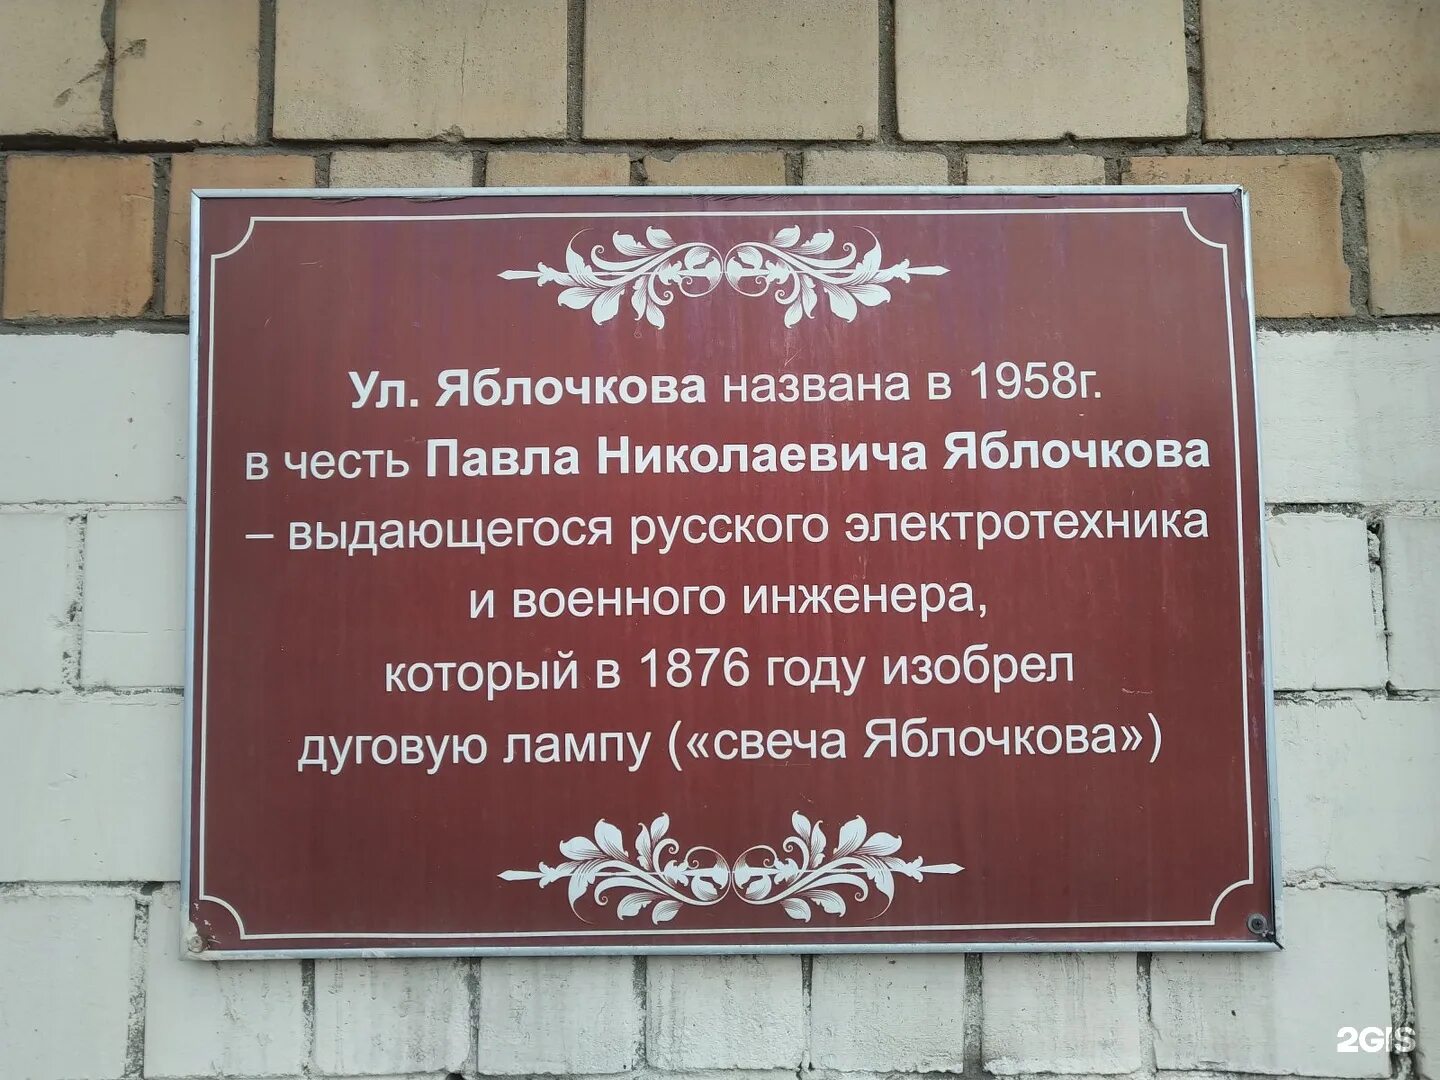 Ул. Яблочкова названа в 1958г.
в честь Павла Николаевича Яблочкова
– выдающегося русского электротехника
и военного инженера,
который в 1876 году изобрел
дуговую лампу («свеча Яблочкова»)
2GIS